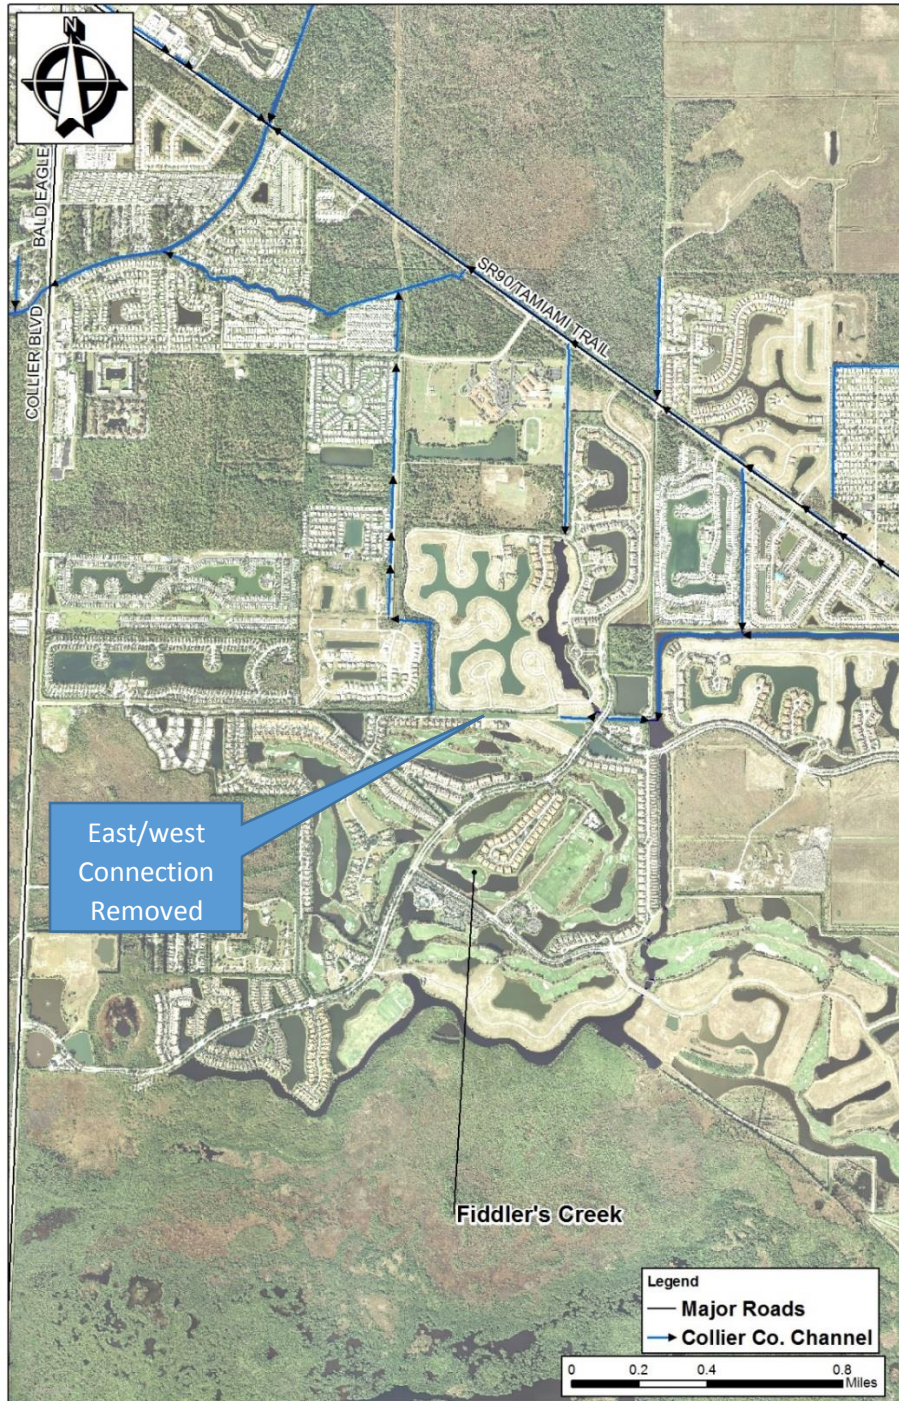 N
BALD EAGLE
COLLIER BLVD
SR90/TAMIAMI TRAIL
East/west
Connection
Removed
Fiddler's Creek
Legend
Major Roads
Collier Co. Channel
0 0.2 0.4 0.8
Miles